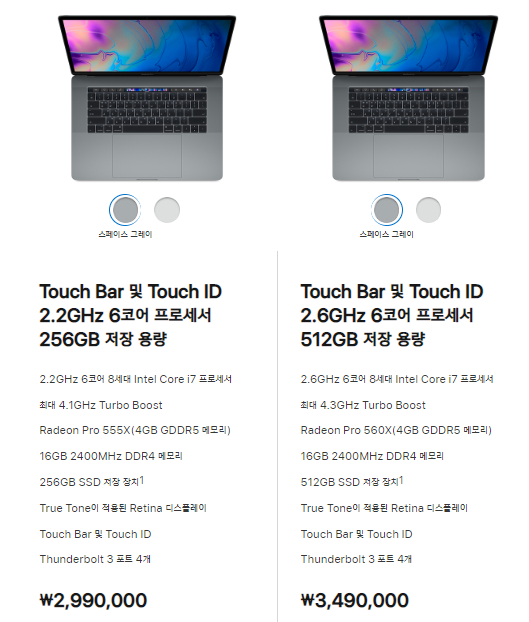 스페이스 그레이
Touch Bar 및 Touch ID
2.2GHz 6코어 프로세서
256GB 저장 용량
2.2GHz 6코어 8세대 Intel Core i7 프로세서
최대 4.1GHz Turbo Boost
Radeon Pro 555X(4GB GDDR5 메모리)
16GB 2400MHz DDR4 메모리
256GB SSD 저장 장치1
True Tone이 적용된 Retina 디스플레이
Touch Bar 및 Touch ID
Thunderbolt 3 포트 4개
₩2,990,000
스페이스 그레이
Touch Bar 및 Touch ID
2.6GHz 6코어 프로세서
512GB 저장 용량
2.6GHz 6코어 8세대 Intel Core i7 프로세서
최대 4.3GHz Turbo Boost
Radeon Pro 560X(4GB GDDR5 메모리)
16GB 2400MHz DDR4 메모리
512GB SSD 저장 장치1
True Tone이 적용된 Retina 디스플레이
Touch Bar 및 Touch ID
Thunderbolt 3 포트 4개
₩3,490,000